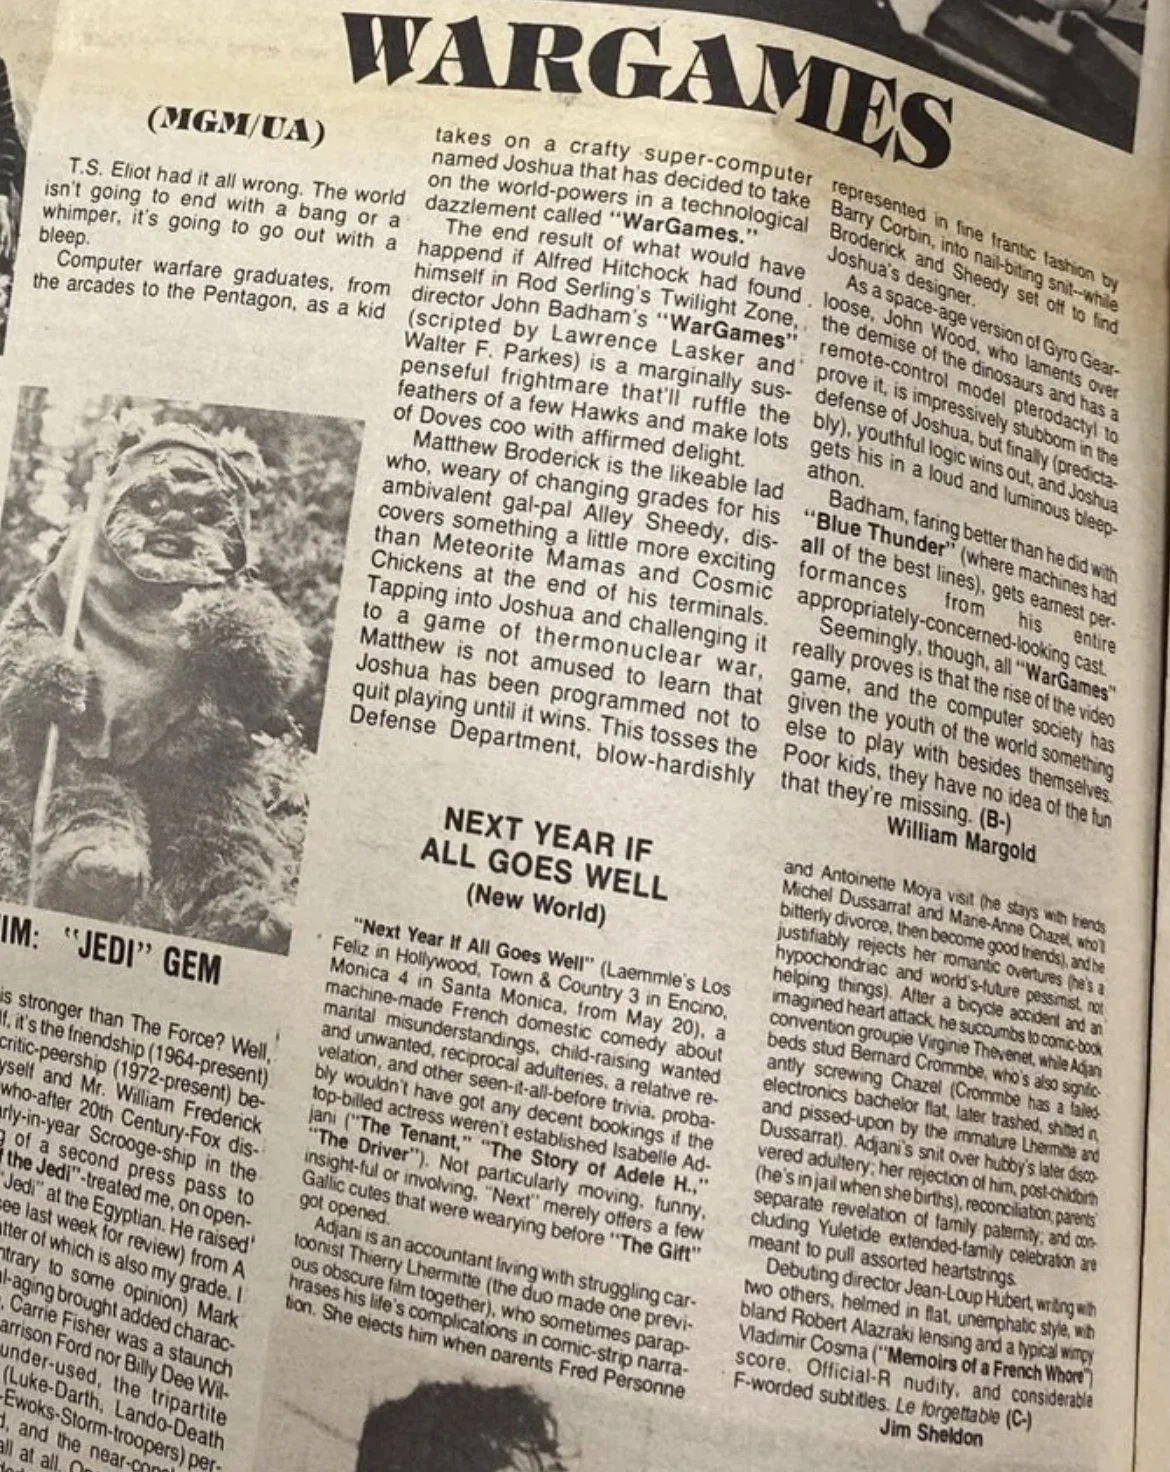 WARGAMES
(MGM/UA)
T.S. Eliot had it all wrong. The world
isn't going to end with a bang or a
whimper, it's going to go out with a
bleep.
Computer warfare graduates, from
the arcades to the Pentagon, as a kid
takes on a crafty super-computer
named Joshua that has decided to take
on the world-powers in a technological
dazzlement called "WarGames."
The end result of what would have
happend if Alfred Hitchock had found
himself in Rod Serling's Twilight Zone,
director John Badham's "WarGames"
(scripted by Lawrence Lasker and
Walter F. Parkes) is a marginally sus-
penseful frightmare that'll ruffle the
feathers of a few Hawks and make lots
of Doves coo with affirmed delight.
Matthew Broderick is the likeable lad
who, weary of changing grades for his
ambivalent gal-pal Alley Sheedy, dis-
covers something a little more exciting
than Meteorite Mamas and Cosmic
Chickens at the end of his terminals.
Tapping into Joshua and challenging it
to a game of thermonuclear war,
Matthew is not amused to learn that
Joshua has been programmed not to
quit playing until it wins. This tosses the
Defense Department, blow-hardishly
represented in fine frantic fashion by
Barry Corbin, into nail-biting snit--while
Broderick and Sheedy set off to find
Joshua's designer.
As a space-age version of Gyro Gear-
loose, John Wood, who laments over
the demise of the dinosaurs and has a
remote-control model pterodactyl to
prove it, is impressively stubborn in the
defense of Joshua, but finally (predicta-
bly), youthful logic wins out, and Joshua
gets his in a loud and luminous bleep-
athon.
Badham, faring better than he did with
"Blue Thunder" (where machines had
all of the best lines), gets earnest per-
formances from his entire
appropriately-concerned-looking cast.
Seemingly, though, all "WarGames"
really proves is that the rise of the video
game, and the computer society has
given the youth of the world something
else to play with besides themselves.
Poor kids, they have no idea of the fun
that they're missing. (B-)
William Margold
IM: "JEDI" GEM
is stronger than The Force? Well,
it's the friendship (1964-present)
critic-peership (1972-present) be-
myself and Mr. William Frederick
who-after 20th Century-Fox dis-
early-in-year Scrooge-ship in the
of a second press pass to
the Jedi"-treated me, on open-
"Jedi" at the Egyptian. He raised
see last week for review) from A
matter of which is also my grade. I
contrary to some opinion) Mark
-aging brought added charac-
Carrie Fisher was a staunch
Harrison Ford nor Billy Dee Wil-
under-used, the tripartite
(Luke-Darth, Lando-Death
-Ewoks-Storm-troopers) per-
and the near-
all at all.
NEXT YEAR IF
ALL GOES WELL
(New World)
"Next Year If All Goes Well" (Laemmle's Los
Feliz in Hollywood, Town & Country 3 in Encino,
Monica 4 in Santa Monica, from May 20), a
machine-made French domestic comedy about
marital misunderstandings, child-raising wanted
and unwanted, reciprocal adulteries, a relative re-
velation, and other seen-it-all-before trivia, proba-
bly wouldn't have got any decent bookings if the
top-billed actress weren't established Isabelle Ad-
jani ("The Tenant," "The Story of Adele H.,"
"The Driver"). Not particularly moving, funny,
insight-ful or involving, "Next" merely offers a few
Gallic cutes that were wearying before "The Gift"
got opened.
Adjani is an accountant living with struggling car-
toonist Thierry Lhermitte (the duo made one previ-
ous obscure film together), who sometimes parap-
hrases his life's complications in comic-strip narra-
tion. She ejects him when parents Fred Personne
and Antoinette Moya visit (he stays with friends
Michel Dussarrat and Marie-Anne Chazel, who'll
bitterly divorce, then become good friends), and he
justifiably rejects her romantic overtures (he's a
hypochondriac and world's-future pessimist, not
helping things). After a bicycle accident and an
imagined heart attack, he succumbs to comic-book
convention groupie Virginie Thevenet, while Adjani
beds stud Bernard Crommbe, who's also signific-
antly screwing Chazel (Crommbe has a failed-
electronics bachelor flat, later trashed, shitted in,
and pissed-upon by the immature Lhermitte and
Dussarrat). Adjani's snit over hubby's later disco-
vered adultery; her rejection of him, post-childbirth
(he's in jail when she births), reconciliation; parents'
separate revelation of family paternity; and con-
cluding Yuletide extended-family celebration are
meant to pull assorted heartstrings.
Debuting director Jean-Loup Hubert, writing with
two others, helmed in flat, unemphatic style, with
bland Robert Alazraki lensing and a typical wimpy
Vladimir Cosma ("Memoirs of a French Whore")
score. Official-R nudity, and considerable
F-worded subtitles. Le forgettable (C-)
Jim Sheldon